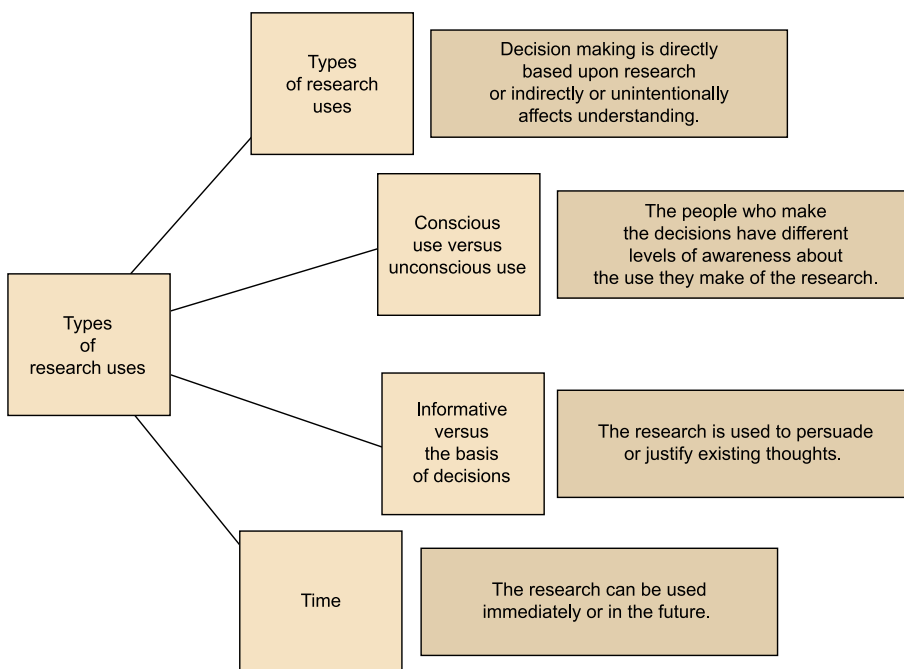 Types
of research
uses
Decision making is directly
based upon research
or indirectly or unintentionally
affects understanding.
Conscious
use versus
unconscious use
The people who make
the decisions have different
levels of awareness about
the use they make of the research.
Types
of
research uses
Informative
versus
the basis
of decisions
The research is used to persuade
or justify existing thoughts.
Time
The research can be used
immediately or in the future.